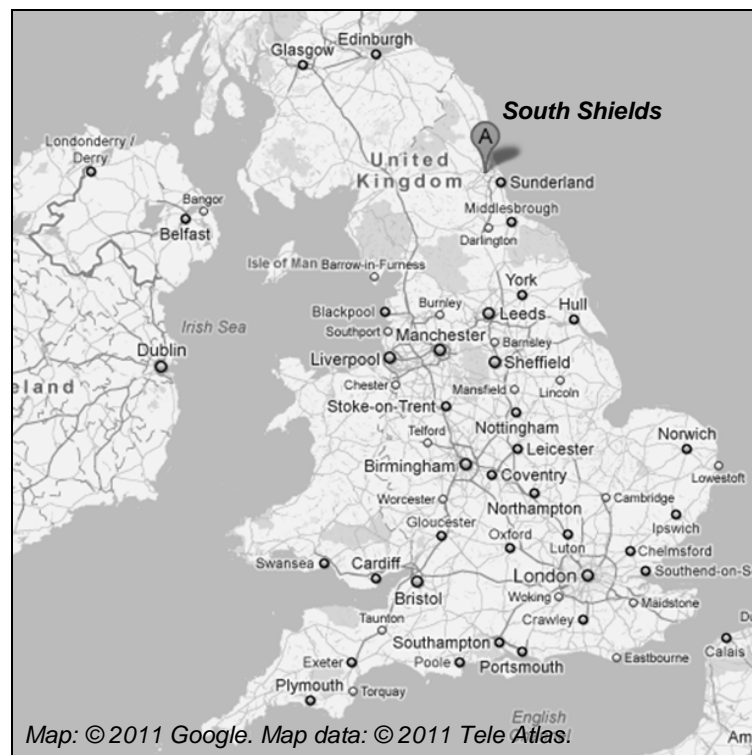 Edinburgh
Glasgow
South Shields
A
Londonderry /
Derry
United
Kingdom
Sunderland
Bangor
Belfast
Middlesbrough
Darlington
Isle of Man
Barrow-in-Furness
York
Blackpool
Burnley
Leeds
Hull
Irish Sea
Southport
Manchester
Barnsley
Dublin
Liverpool
Sheffield
eland
Chester
Mansfield
Lincoln
Stoke-on-Trent
Nottingham
Telford
Leicester
Norwich
Birmingham
Coventry
Lowestoft
Worcester
Northampton
Cambridge
Gloucester
Ipswich
Oxford
Luton
Chelmsford
Swansea
Cardiff
London
Southend-on-S
Bristol
Woking
Maidstone
Taunton
Crawley
Southampton
Du
Calais
Exeter
Poole
Portsmouth
Eastbourne
Plymouth
Torquay
English
Map: © 2011 Google. Map data: © 2011 Tele Atlas.
Am